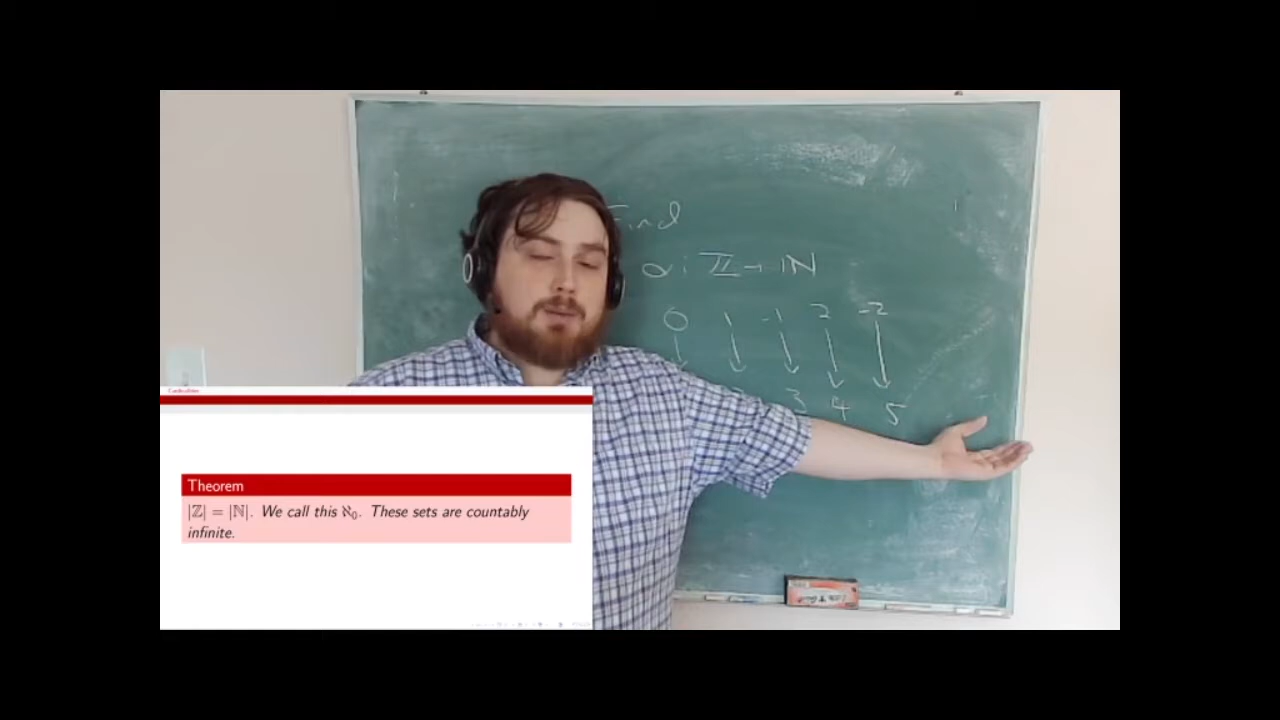 Find
α: ℤ → ℕ
0 1 -1 2 -2
3 4 5
Theorem
|ℤ| = |ℕ|. We call this ℵ₀. These sets are countably
infinite.